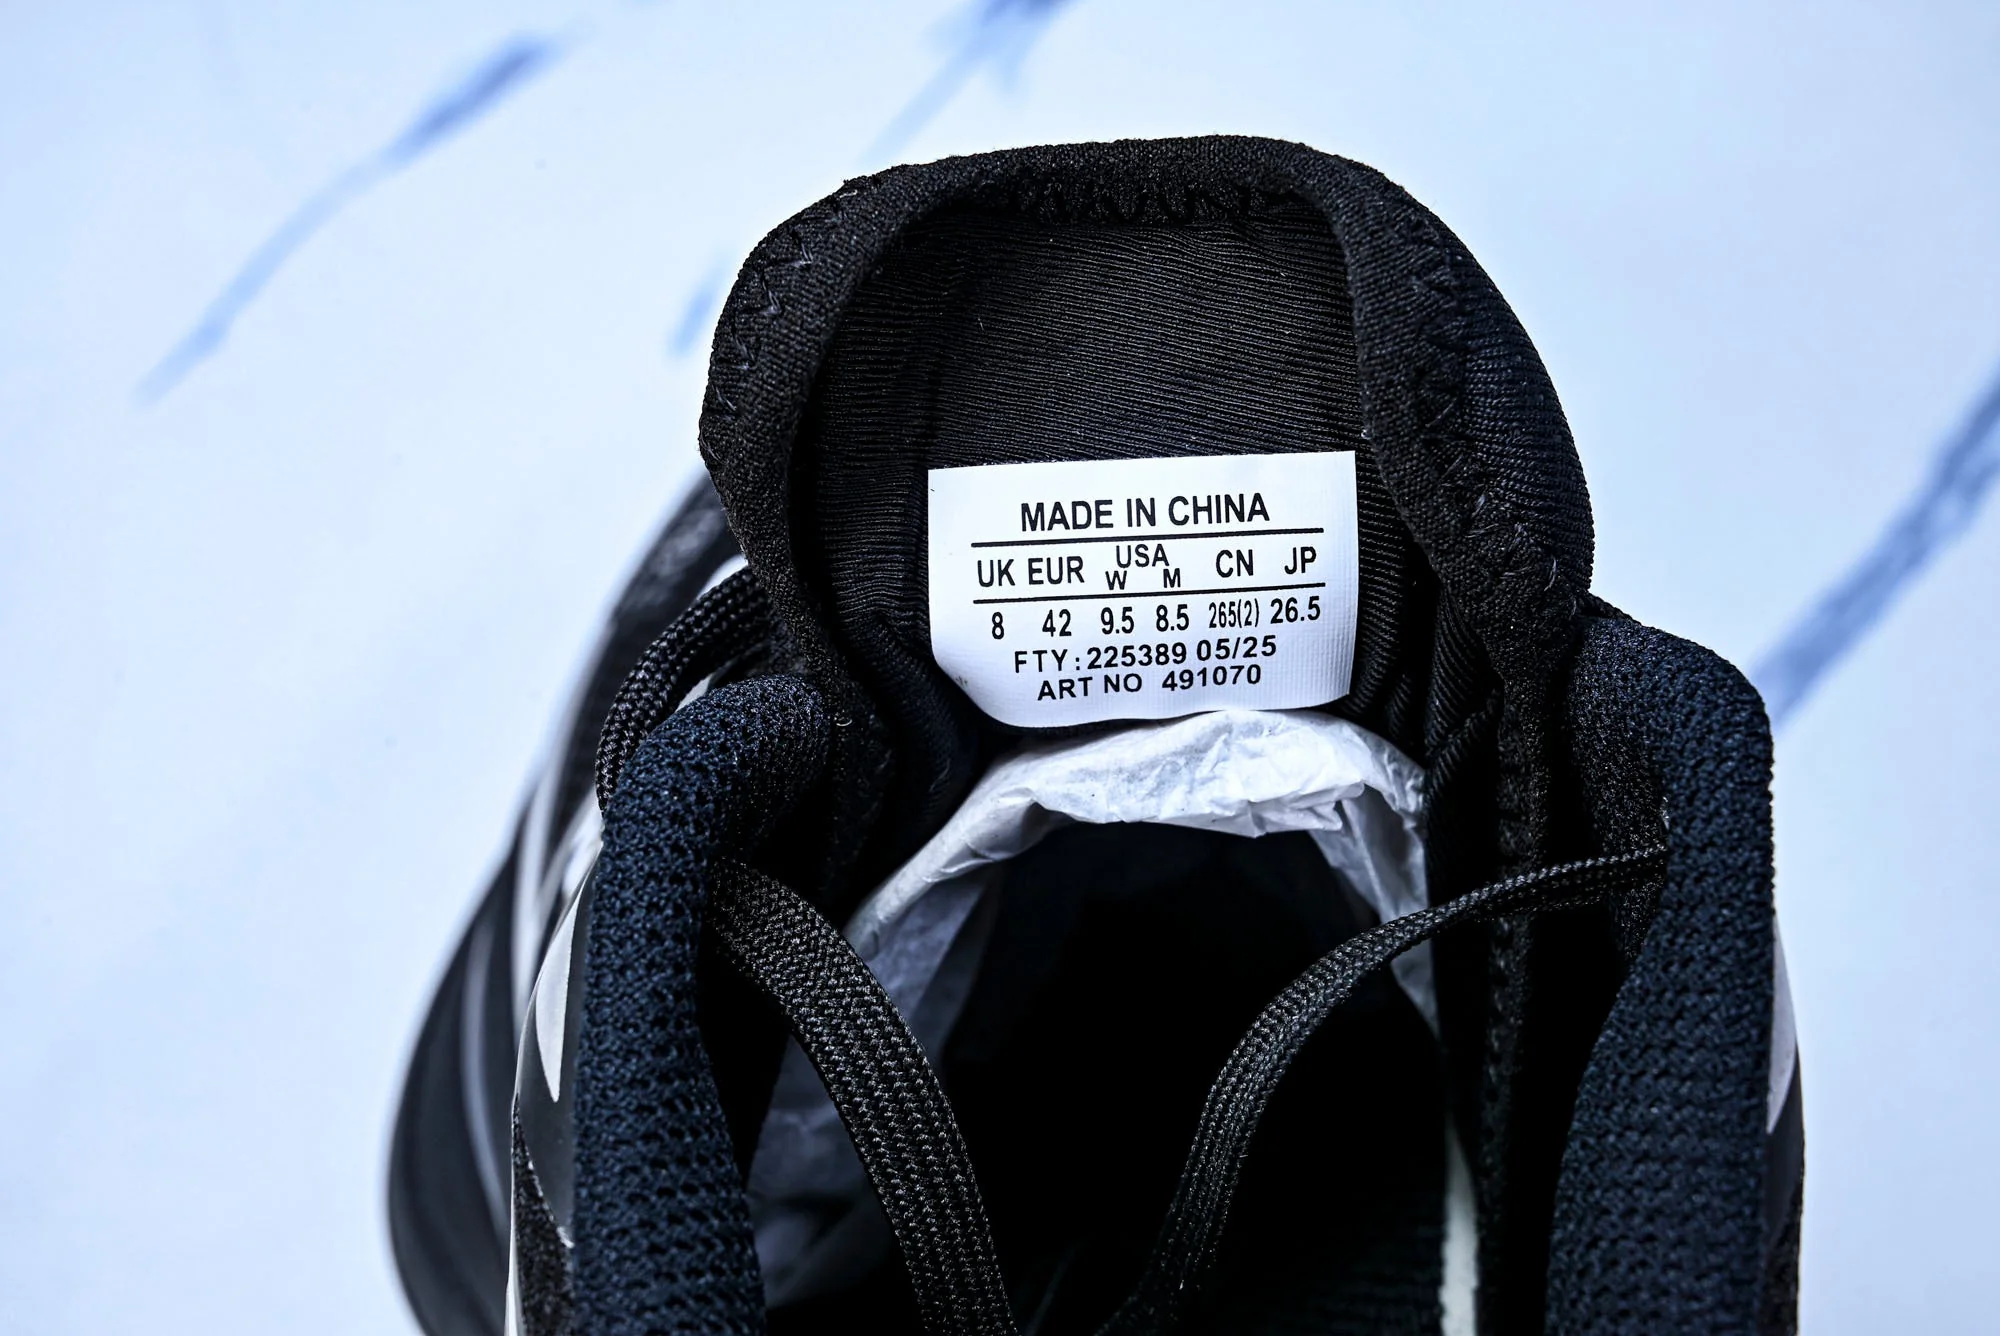 MADE IN CHINA
UK EUR USA CN JP
W M
8 42 9.5 8.5 265(2) 26.5
FTY:225389 05/25
ART NO 491070